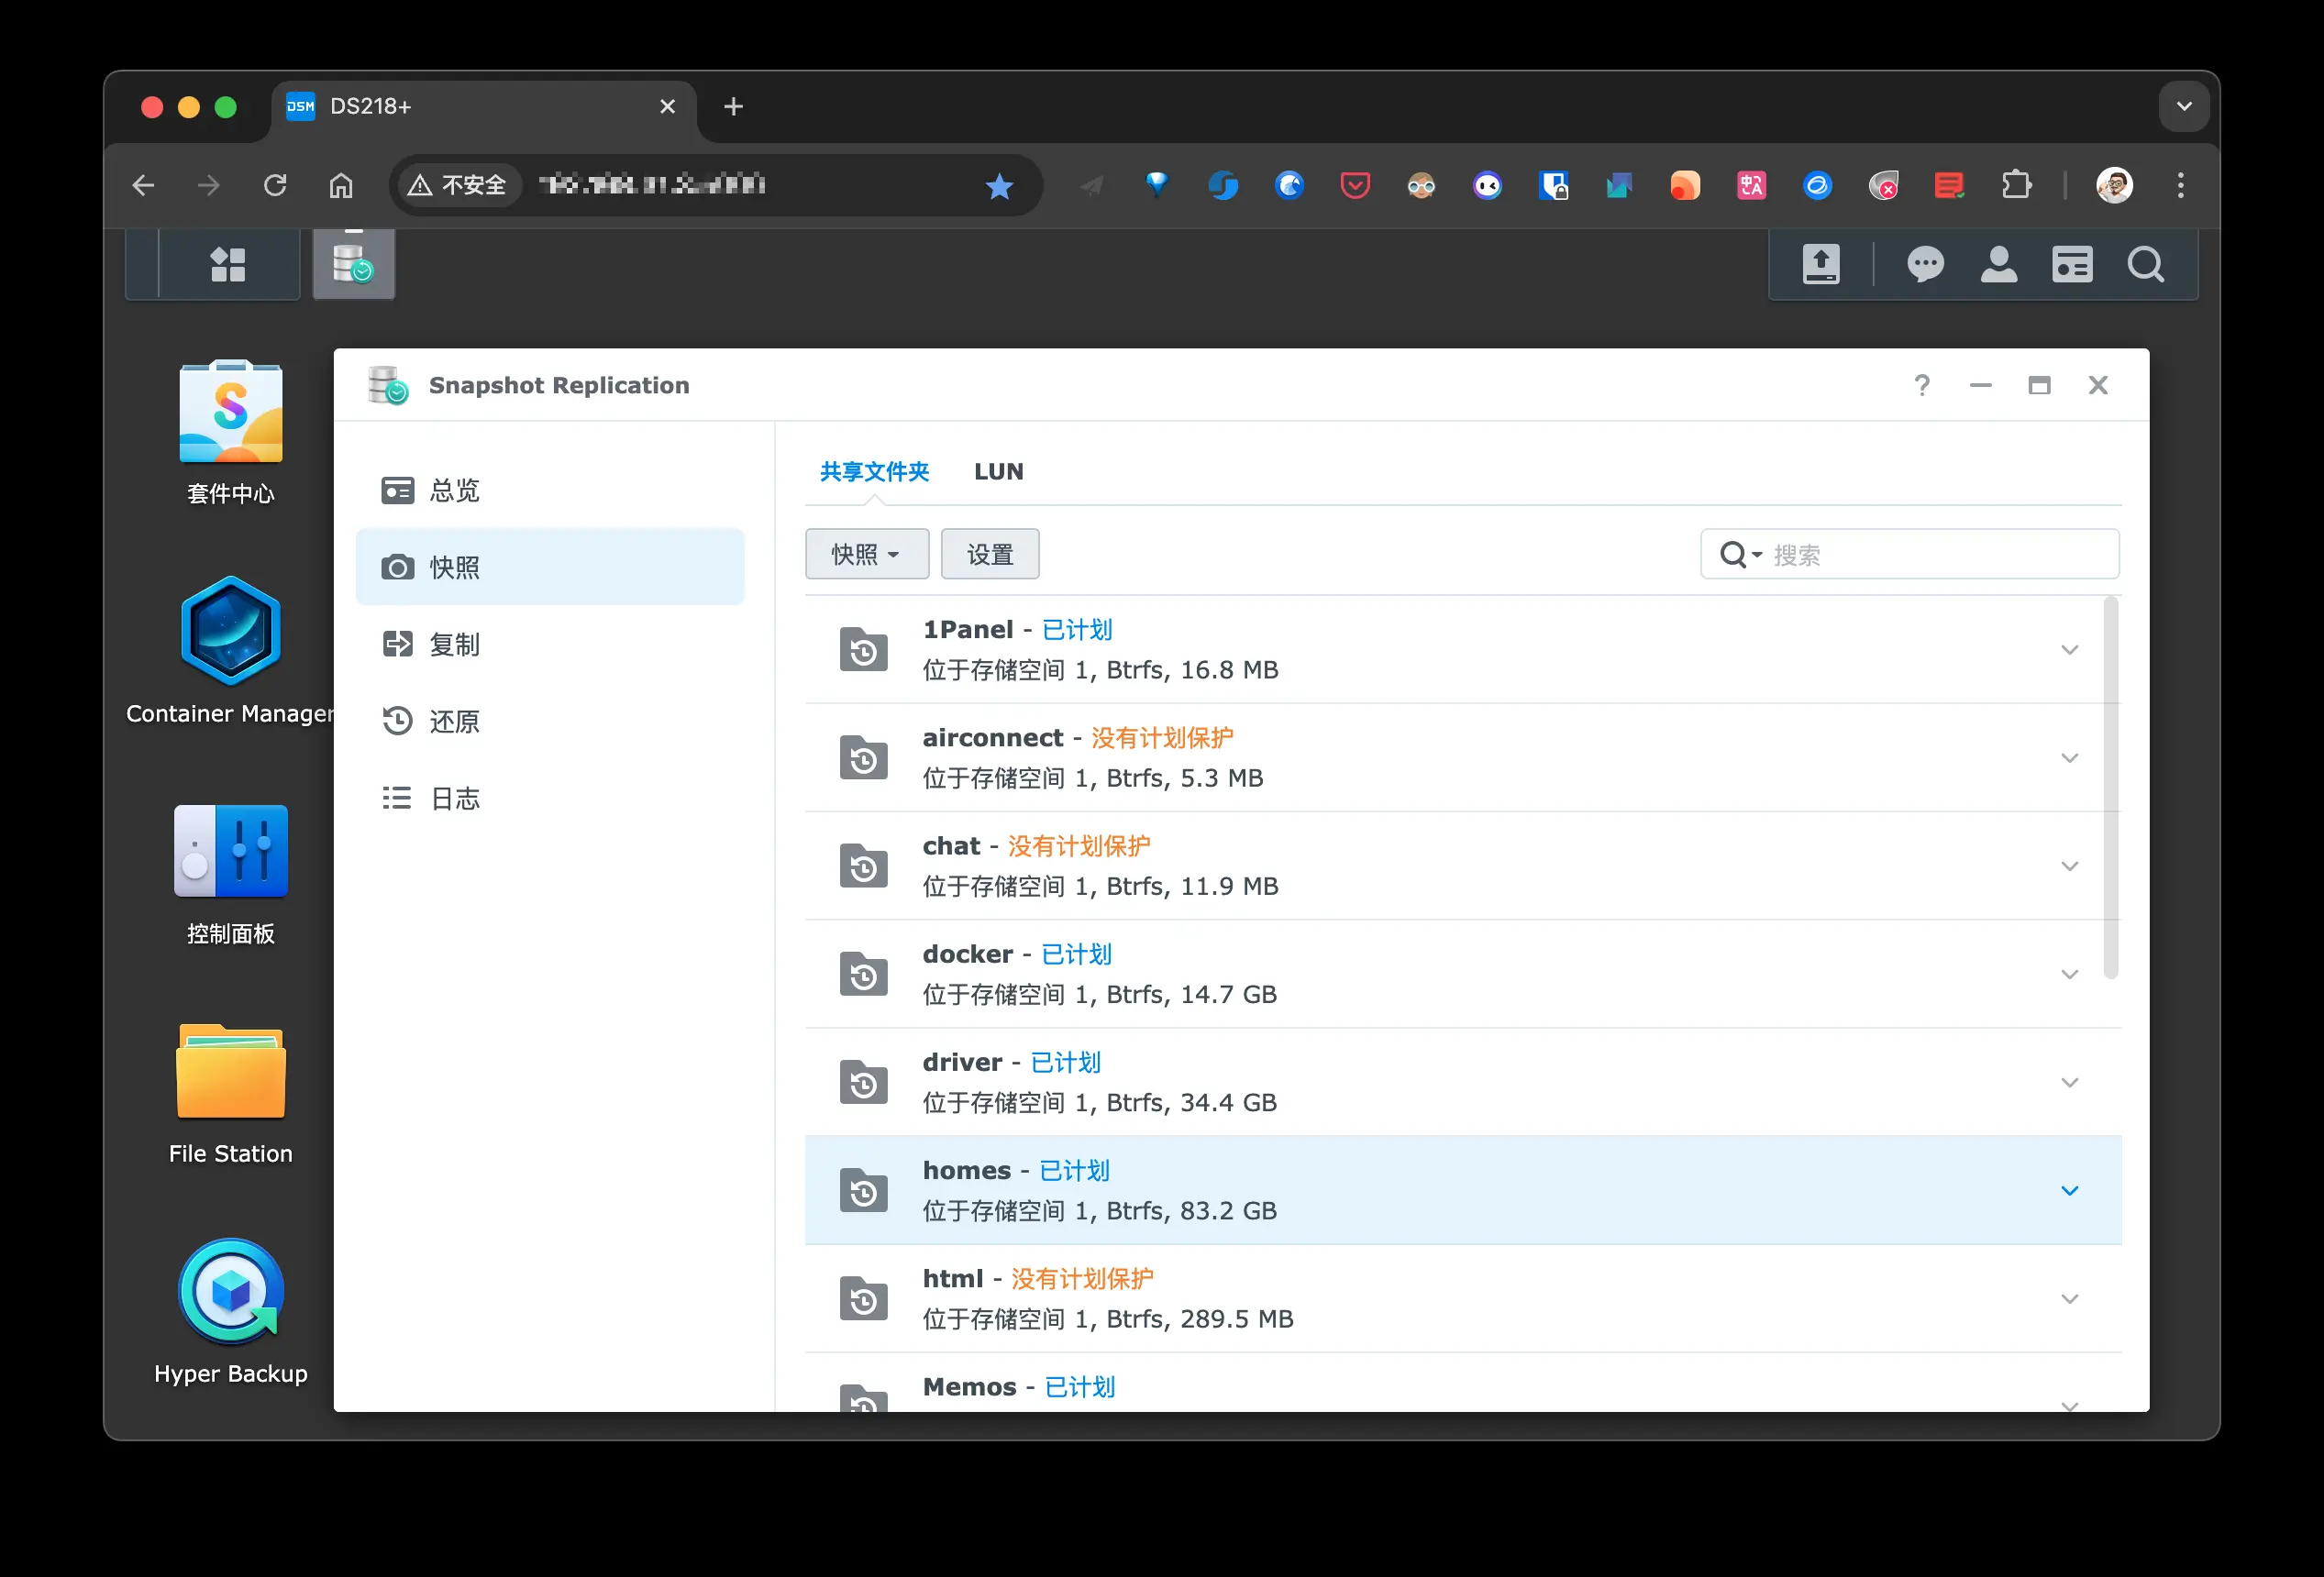 DSM DS218+
不安全
Snapshot Replication
套件中心
Container Manager
控制面板
File Station
Hyper Backup
总览
快照
复制
还原
日志
共享文件夹 LUN
快照 设置 搜索
1Panel - 已计划
位于存储空间 1, Btrfs, 16.8 MB
airconnect - 没有计划保护
位于存储空间 1, Btrfs, 5.3 MB
chat - 没有计划保护
位于存储空间 1, Btrfs, 11.9 MB
docker - 已计划
位于存储空间 1, Btrfs, 14.7 GB
driver - 已计划
位于存储空间 1, Btrfs, 34.4 GB
homes - 已计划
位于存储空间 1, Btrfs, 83.2 GB
html - 没有计划保护
位于存储空间 1, Btrfs, 289.5 MB
Memos - 已计划